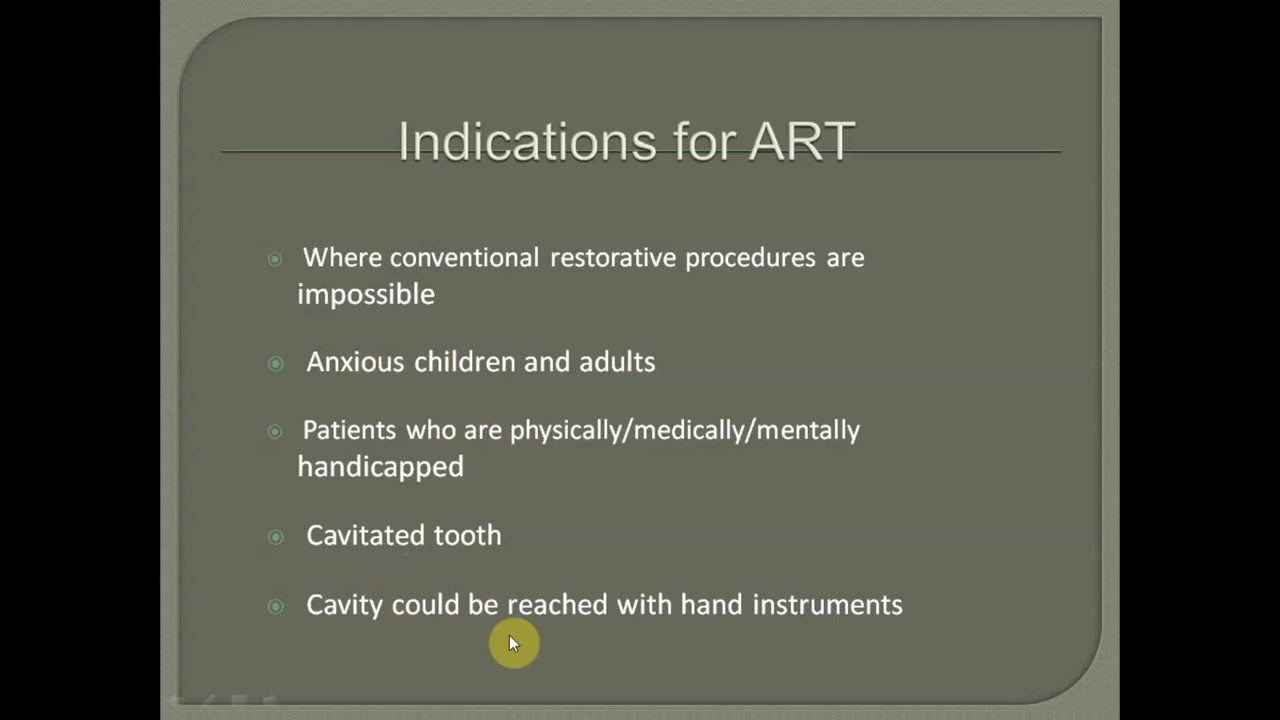 Indications for ART
Where conventional restorative procedures are
impossible
Anxious children and adults
Patients who are physically/medically/mentally
handicapped
Cavitated tooth
Cavity could be reached with hand instruments